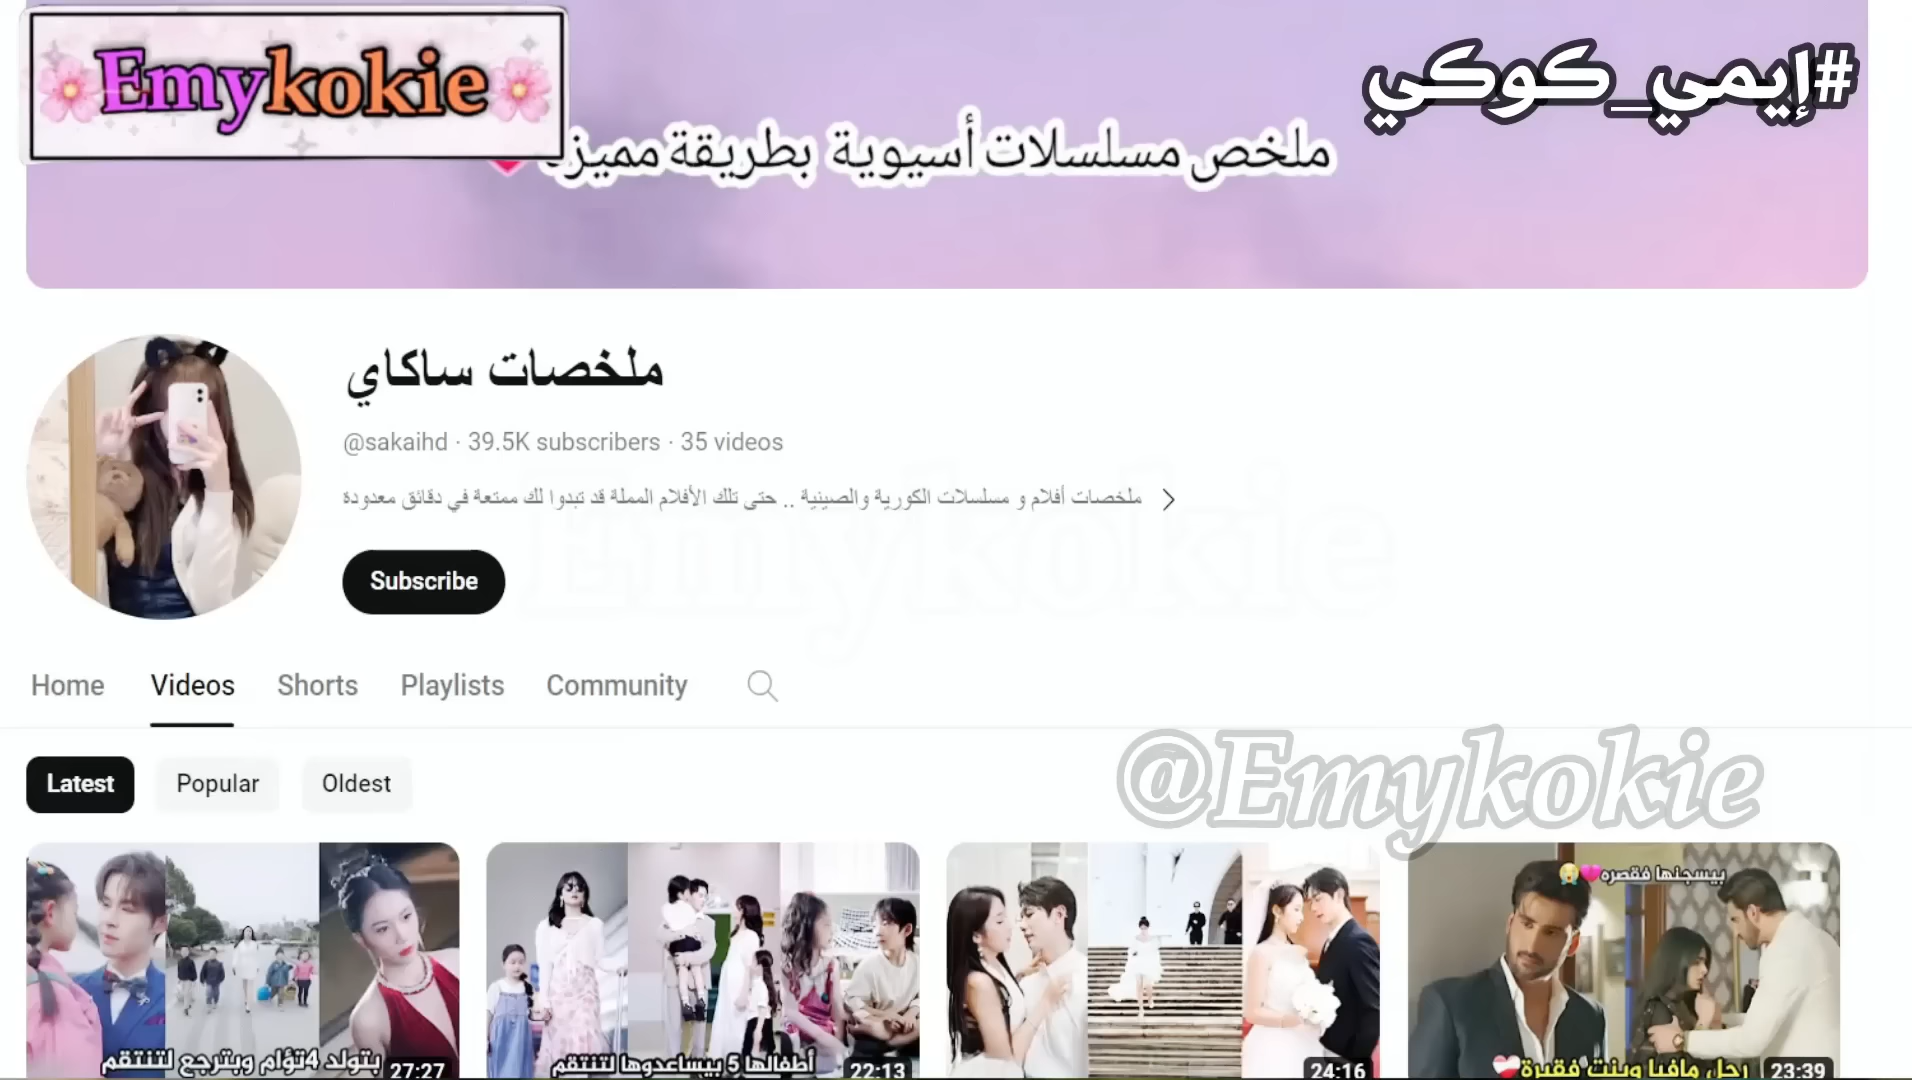 Emykokie
#إيمي_كوكي
ملخص مسلسلات أسيوية بطريقة مميزة
ملخصات ساكاي
@sakaihd · 39.5K subscribers · 35 videos
ملخصات أفلام و مسلسلات الكورية والصينية .. حتى تلك الأفلام المملة قد تبدوا لك ممتعة في دقائق معدودة
Emykokie
Subscribe
Home Videos Shorts Playlists Community
@Emykokie
Latest Popular Oldest
بيسجنها فقصره
بتولد 4تؤام وبترجع لتنتقم
27:27
أطفالها 5 بيساعدوها لتنتقم
22:13
24:16
رجل مافيا وبنت فقيرة
23:39